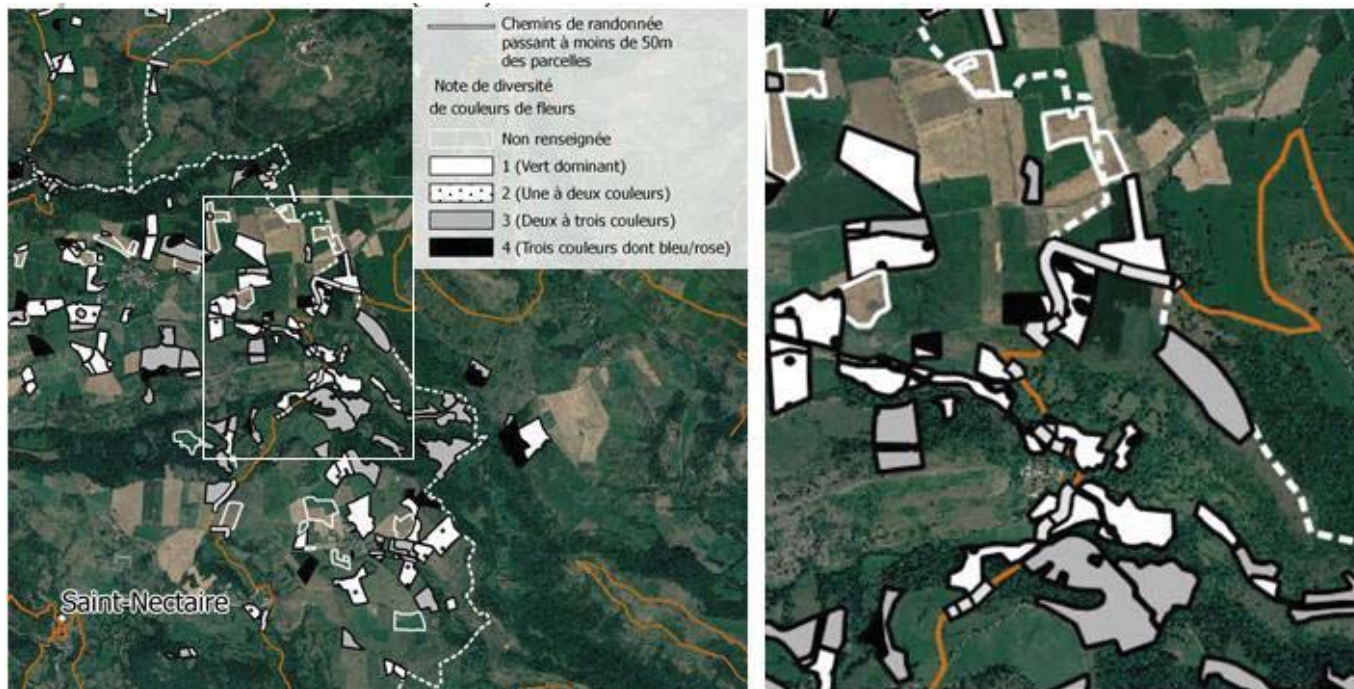 Chemins de randonnée
passant à moins de 50m
des parcelles
Note de diversité
de couleurs de fleurs
Non renseignée
1 (Vert dominant)
2 (Une à deux couleurs)
3 (Deux à trois couleurs)
4 (Trois couleurs dont bleu/rose)
Saint-Nectaire